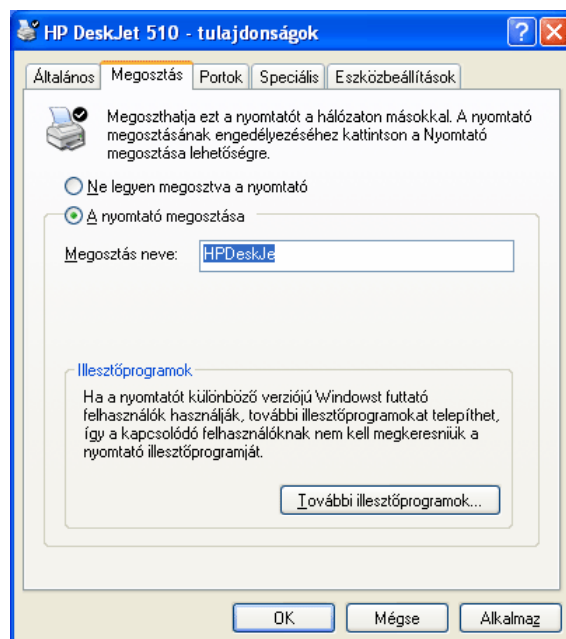 HP DeskJet 510 - tulajdonságok
Általános Megosztás Portok Speciális Eszközbeállítások
Megoszthatja ezt a nyomtatót a hálózaton másokkal. A nyomtató
megosztásának engedélyezéséhez kattintson a Nyomtató
megosztása lehetőségre.
Ne legyen megosztva a nyomtató
A nyomtató megosztása
Megosztás neve: HPDeskJe
Illesztőprogramok
Ha a nyomtatót különböző verziójú Windowst futtató
felhasználók használják, további illesztőprogramokat telepíthet,
így a kapcsolódó felhasználóknak nem kell megkeresniük a
nyomtató illesztőprogramját.
További illesztőprogramok...
OK Mégse Alkalmaz